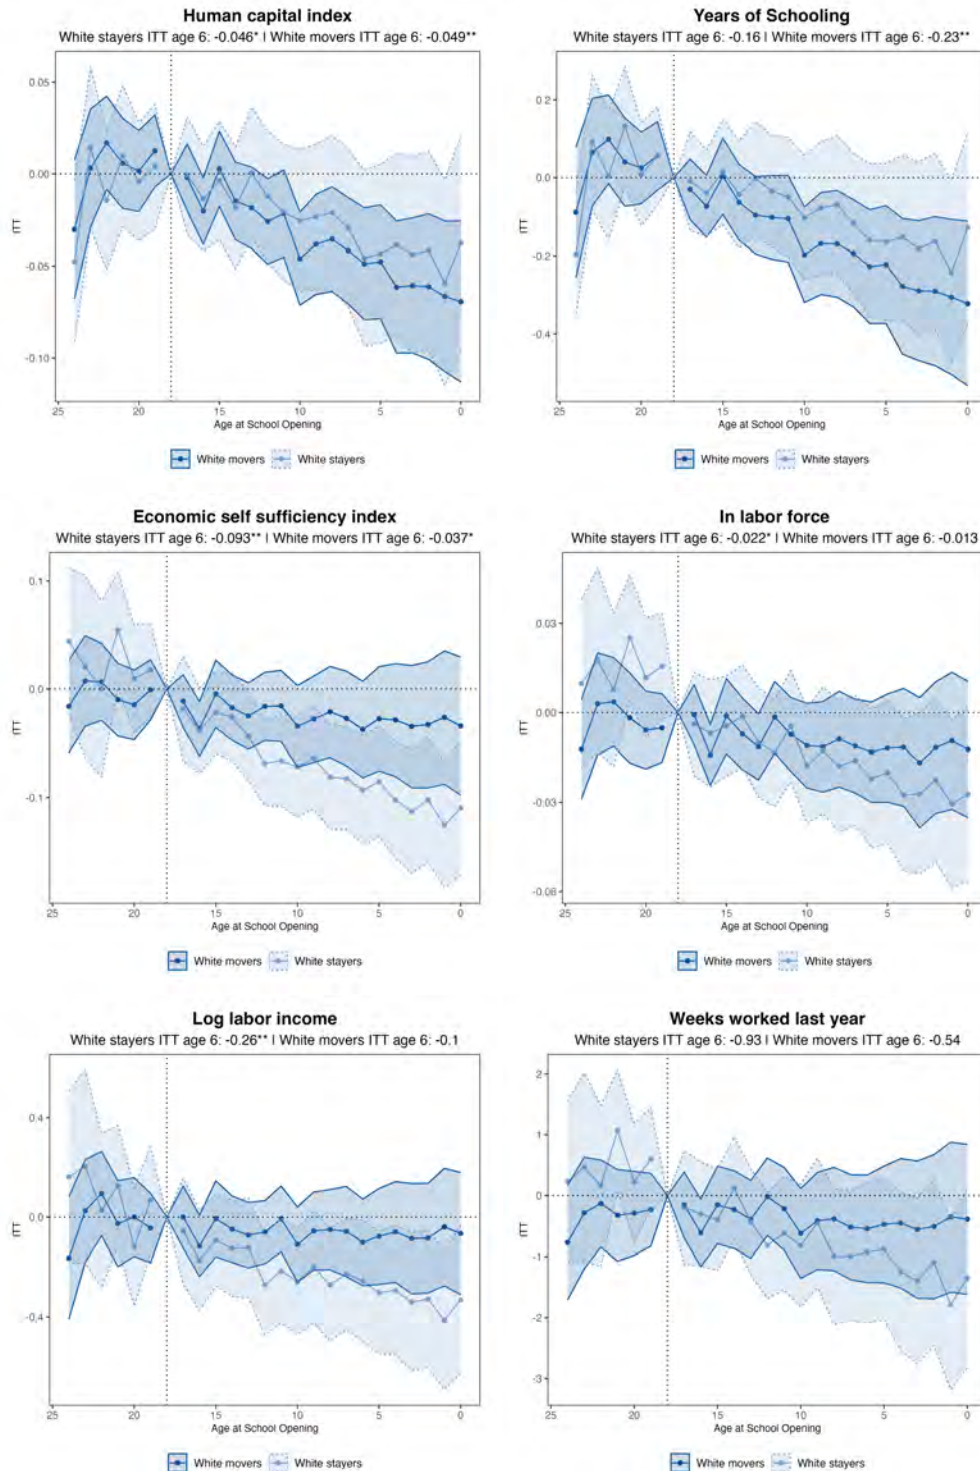 Human capital index
White stayers ITT age 6: -0.046* | White movers ITT age 6: -0.049**
0.05
0.00
-0.05
-0.10
ITT
25
20
15
10
5
0
Age at School Opening
White movers
White stayers
Years of Schooling
White stayers ITT age 6: -0.16 | White movers ITT age 6: -0.23**
0.2
0.0
-0.2
-0.4
ITT
25
20
15
10
5
0
Age at School Opening
White movers
White stayers
Economic self sufficiency index
White stayers ITT age 6: -0.093** | White movers ITT age 6: -0.037*
0.1
0.0
-0.1
ITT
25
20
15
10
5
0
Age at School Opening
White movers
White stayers
In labor force
White stayers ITT age 6: -0.022* | White movers ITT age 6: -0.013
0.03
0.00
-0.03
-0.06
ITT
25
20
15
10
5
0
Age at School Opening
White movers
White stayers
Log labor income
White stayers ITT age 6: -0.26** | White movers ITT age 6: -0.1
0.4
0.0
-0.4
ITT
25
20
15
10
5
0
Age at School Opening
White movers
White stayers
Weeks worked last year
White stayers ITT age 6: -0.93 | White movers ITT age 6: -0.54
2
1
0
-1
-2
-3
ITT
25
20
15
10
5
0
Age at School Opening
White movers
White stayers